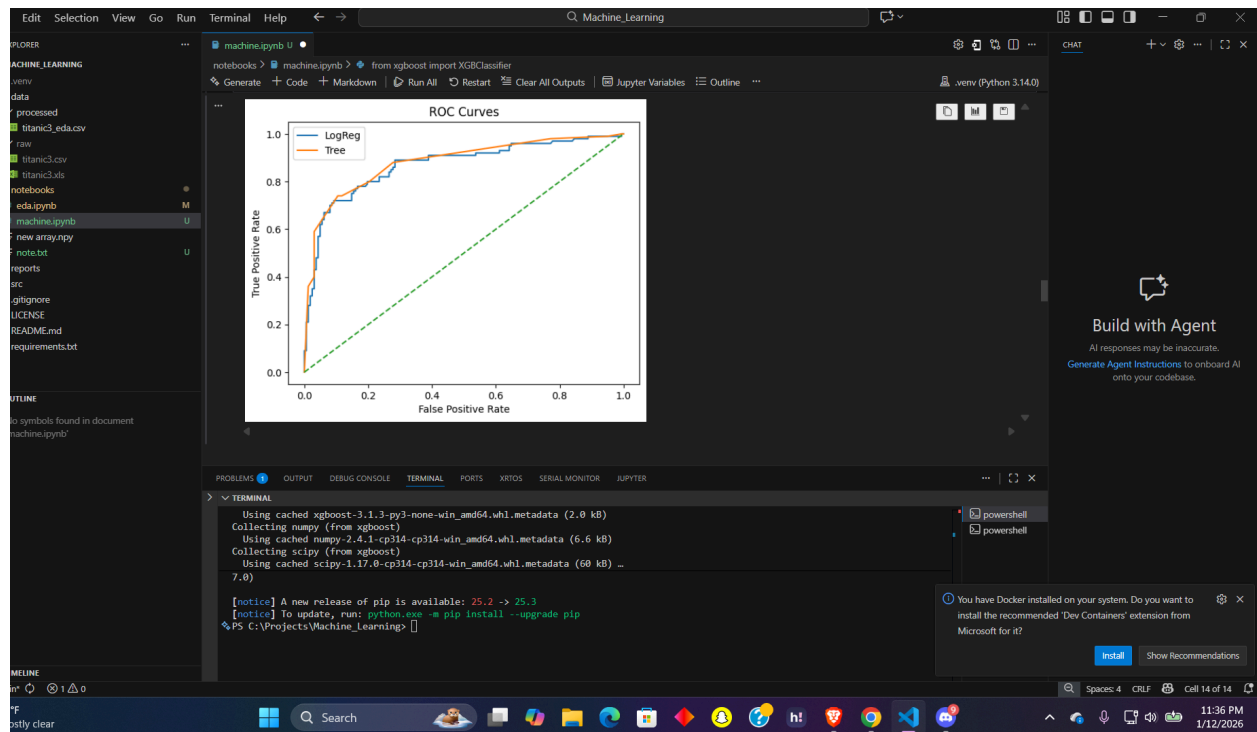 Edit Selection View Go Run Terminal Help
Machine_Learning
PLORER
MACHINE_LEARNING
.venv
data
processed
titanic3_eda.csv
raw
titanic3.csv
titanic3.xls
notebooks
eda.ipynb M
machine.ipynb U
new array.npy
note.txt U
reports
src
.gitignore
LICENSE
README.md
requirements.txt
UTLINE
No symbols found in document
machine.ipynb'
MELINE
machine.ipynb U
notebooks > machine.ipynb > from xgboost import XGBClassifier
Generate + Code + Markdown | Run All Restart Clear All Outputs | Jupyter Variables Outline ...
.venv (Python 3.14.0)
ROC Curves
LogReg
Tree
True Positive Rate
1.0
0.8
0.6
0.4
0.2
0.0
0.0 0.2 0.4 0.6 0.8 1.0
False Positive Rate
PROBLEMS 1 OUTPUT DEBUG CONSOLE TERMINAL PORTS XRTOS SERIAL MONITOR JUPYTER
TERMINAL
Using cached xgboost-3.1.3-py3-none-win_amd64.whl.metadata (2.0 kB)
Collecting numpy (from xgboost)
Using cached numpy-2.4.1-cp314-cp314-win_amd64.whl.metadata (6.6 kB)
Collecting scipy (from xgboost)
Using cached scipy-1.17.0-cp314-cp314-win_amd64.whl.metadata (60 kB) …
7.0)
[notice] A new release of pip is available: 25.2 -> 25.3
[notice] To update, run: python.exe -m pip install --upgrade pip
PS C:\Projects\Machine_Learning>
powershell
powershell
CHAT
Build with Agent
AI responses may be inaccurate.
Generate Agent Instructions to onboard AI
onto your codebase.
You have Docker installed on your system. Do you want to
install the recommended 'Dev Containers' extension from
Microsoft for it?
Install Show Recommendations
1 0
Spaces: 4 CRLF Cell 14 of 14
°F
ostly clear
Search
h!
9
11:36 PM
1/12/2026